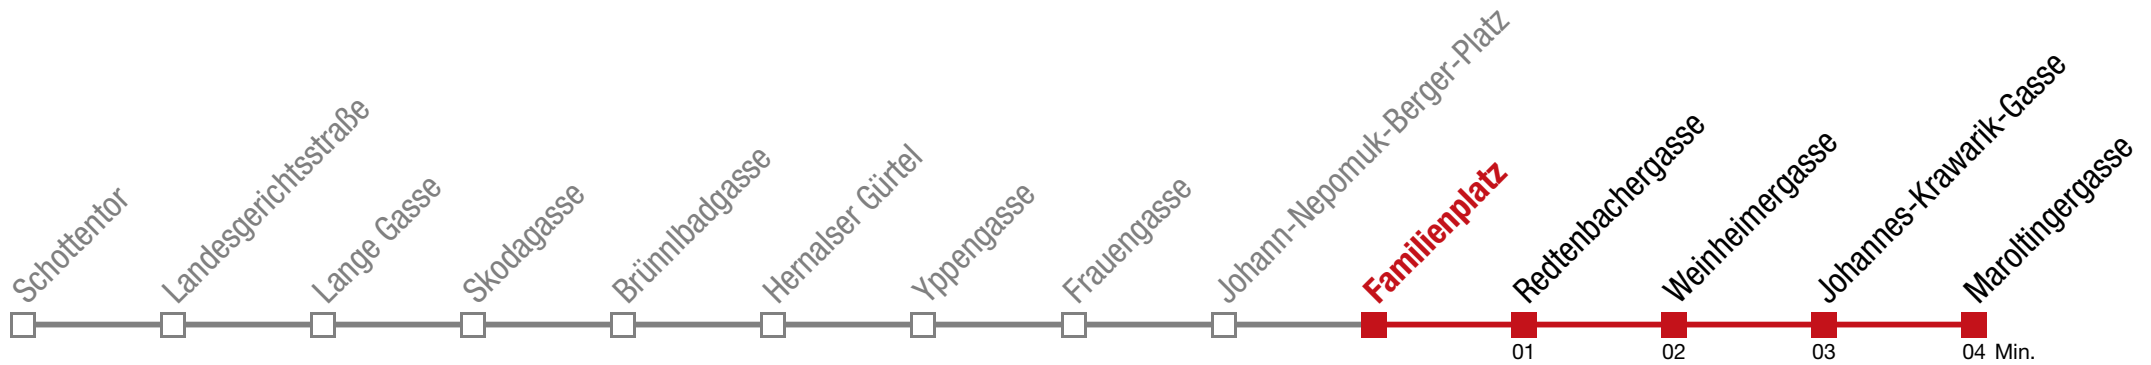 Schottentor
Landesgerichtsstraße
Lange Gasse
Skodagasse
Brünnlbadgasse
Hernalser Gürtel
Yppengasse
Frauengasse
Johann-Nepomuk-Berger-Platz
Familienplatz
Redtenbachergasse
Weinheimergasse
Johannes-Krawarik-Gasse
Maroltingergasse
01 02 03 04 Min.